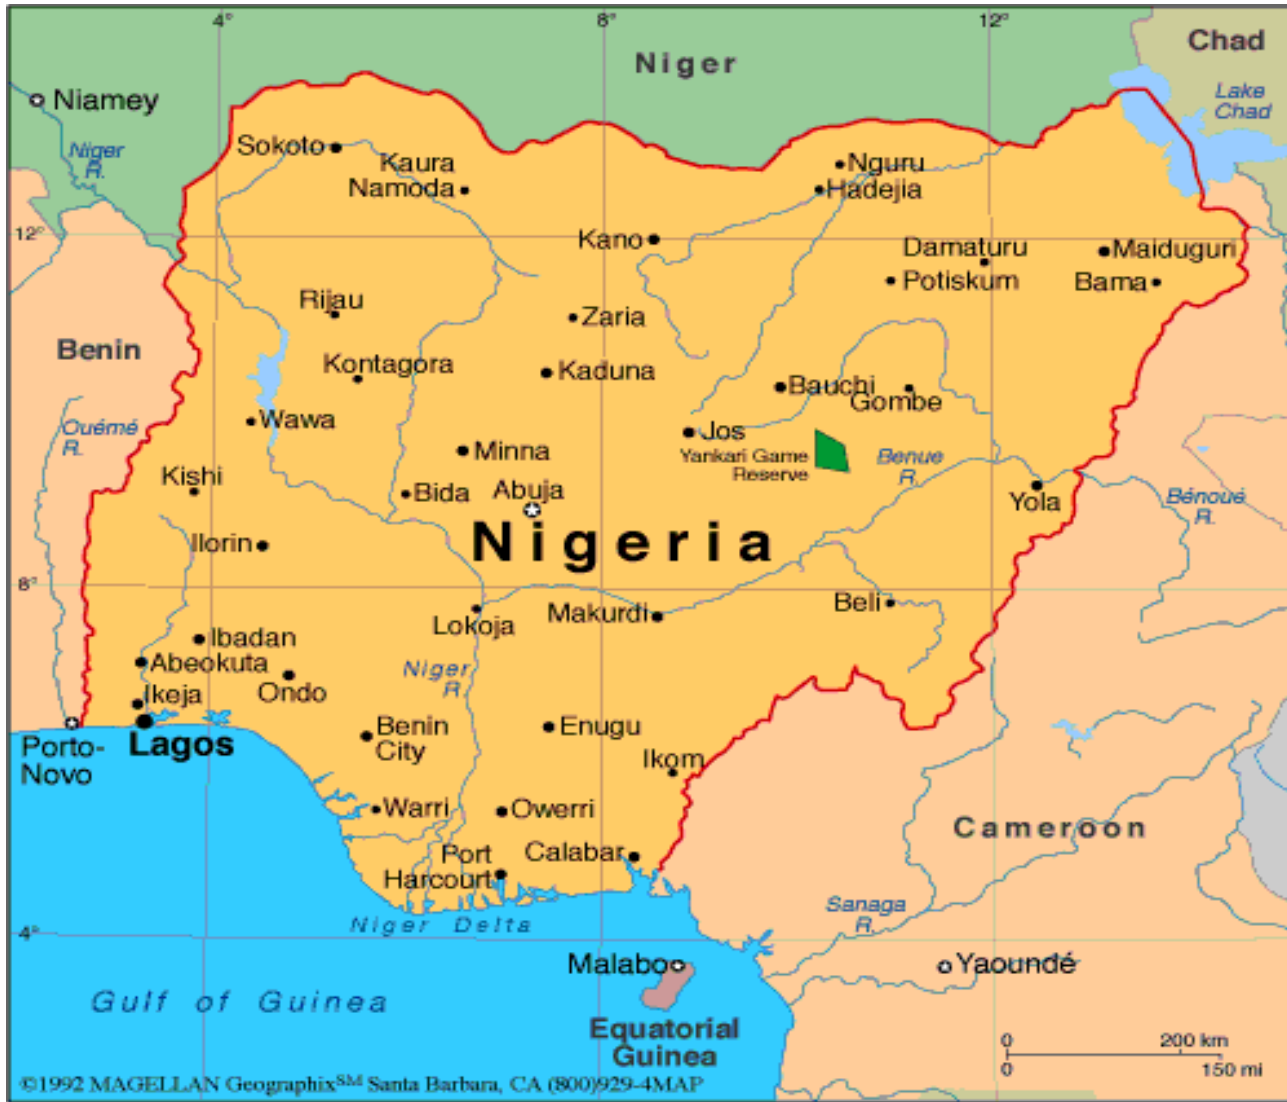 4°
8°
12°
Niger
Chad
Lake
Chad
Niamey
Niger
R.
Sokoto
Kaura
Namoda
Nguru
Hadejia
12°
Kano
Damaturu
Maiduguri
Potiskum
Bama
Rijau
Zaria
Benin
Kontagora
Kaduna
Bauchi
Gombe
Ouémé
R.
Wawa
Jos
Minna
Yankari Game
Reserve
Benue
R.
Kishi
Bida
Abuja
Yola
Bénoué
R.
Nigeria
Ilorin
8°
Beli
Makurdi
Lokoja
Ibadan
Abeokuta
Niger
R.
Ikeja
Ondo
Benin
City
Enugu
Porto-
Novo
Lagos
Ikom
Warri
Owerri
Cameroon
Port
Harcourt
Calabar
Sanaga
R.
Niger Delta
4°
Malabo
Yaoundé
Gulf of Guinea
Equatorial
Guinea
0 200 km
0 150 mi
©1992 MAGELLAN Geographix℠ Santa Barbara, CA (800)929-4MAP